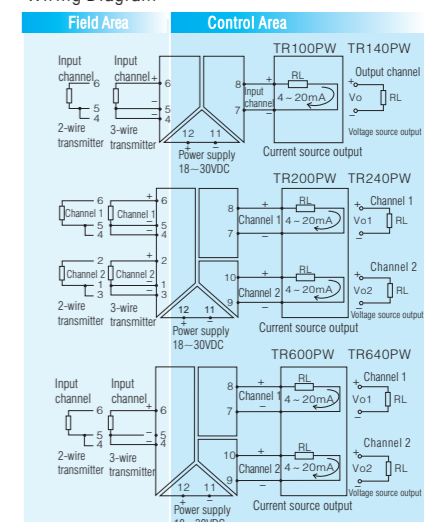 Wiring Diagram
Field Area Control Area
TR100PW TR140PW
Input channel
Input channel
6 + 6
5 − 5
4 − 4
2-wire transmitter
3-wire transmitter
8 +
Input channel
7 −
RL
4~20mA
Output channel
+
Vo RL
−
Voltage source output
12 11
+ −
Power supply
18~30VDC
Current source output
TR200PW TR240PW
6 + 6
Channel 1 Channel 1
5 − 5
4 − 4
2 + 2
Channel 2 Channel 2
1 − 1
3 − 3
2-wire transmitter
3-wire transmitter
8 +
Channel 1
7 −
RL
4~20mA
Channel 1
+
Vo1 RL
−
10 +
Channel 2
9 −
RL
4~20mA
Channel 2
+
Vo2 RL
−
Voltage source output
12 11
+ −
Power supply
18~30VDC
Current source output
TR600PW TR640PW
Input channel
Input channel
6 + 6
5 − 5
4 − 4
2-wire transmitter
3-wire transmitter
8 +
Channel 1
7 −
RL
4~20mA
Channel 1
+
Vo1 RL
−
10 +
Channel 2
9 −
RL
4~20mA
Channel 2
+
Vo2 RL
−
Voltage source output
12 11
+ −
Power supply
18~30VDC
Current source output